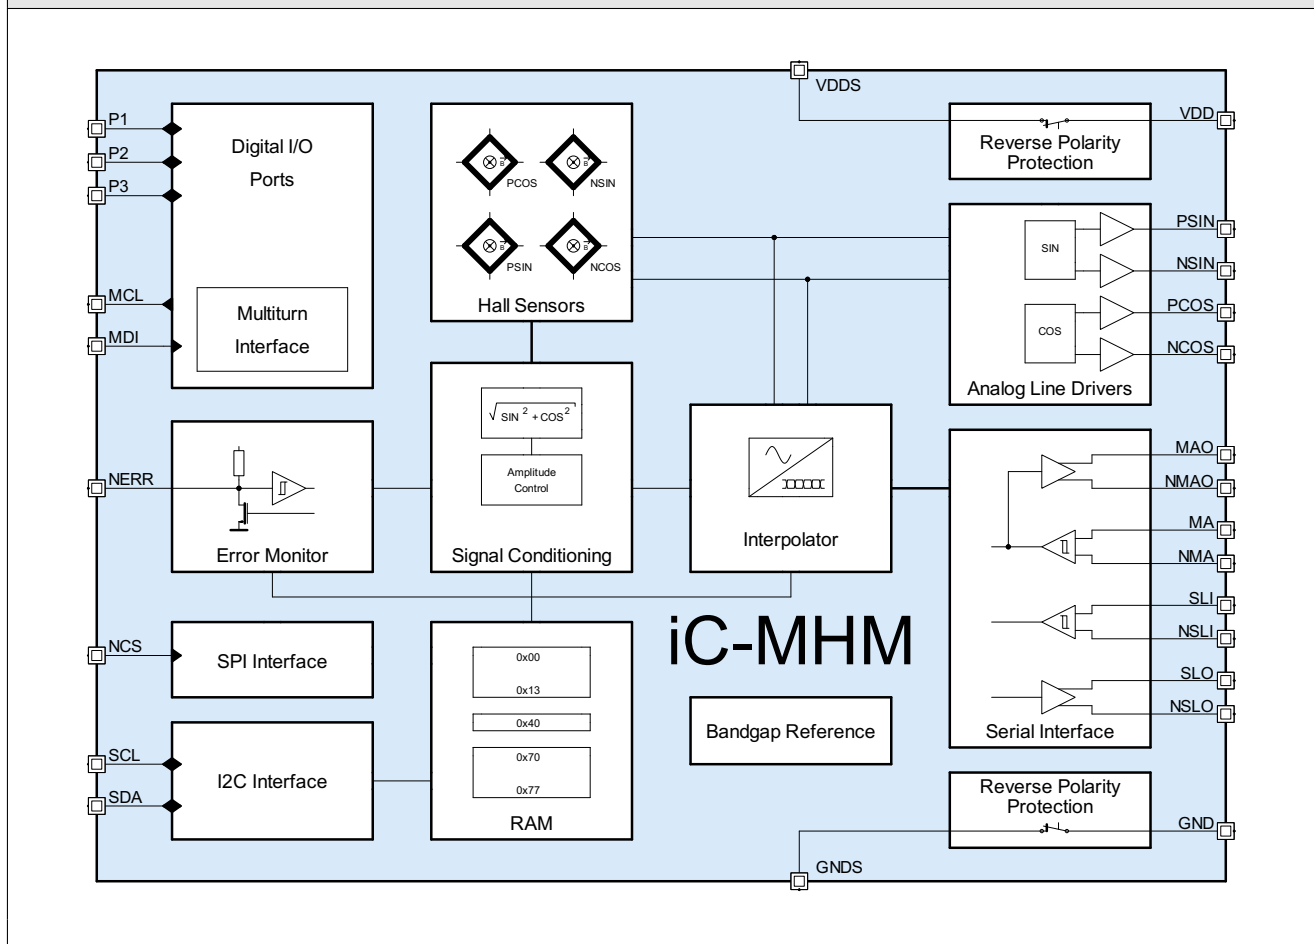 VDDS
P1
P2
P3
Digital I/O
Ports
MCL
MDI
Multiturn
Interface
PCOS
B
NSIN
B
PSIN
B
NCOS
B
Hall Sensors
VDD
Reverse Polarity
Protection
SIN
COS
Analog Line Drivers
PSIN
NSIN
PCOS
NCOS
NERR
Error Monitor
√SIN² + COS²
Amplitude
Control
Signal Conditioning
Interpolator
MAO
NMAO
MA
NMA
SLI
NSLI
SLO
NSLO
Serial Interface
NCS
SPI Interface
SCL
SDA
I2C Interface
0x00
0x13
0x40
0x70
0x77
RAM
iC-MHM
Bandgap Reference
Reverse Polarity
Protection
GND
GNDS